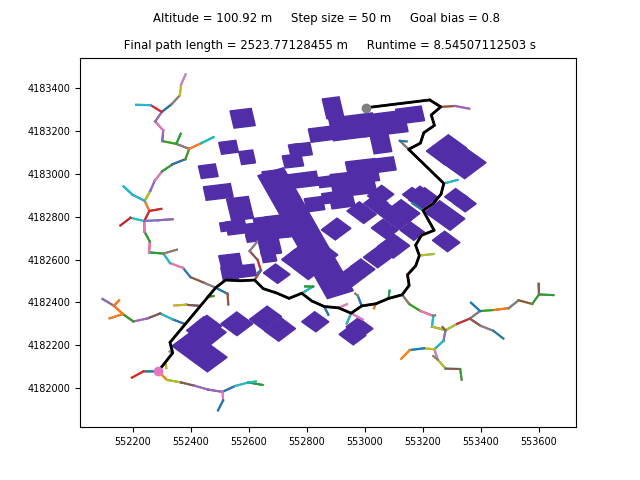 Altitude = 100.92 m Step size = 50 m Goal bias = 0.8
Final path length = 2523.77128455 m Runtime = 8.54507112503 s
4183400
4183200
4183000
4182800
4182600
4182400
4182200
4182000
552200 552400 552600 552800 553000 553200 553400 553600